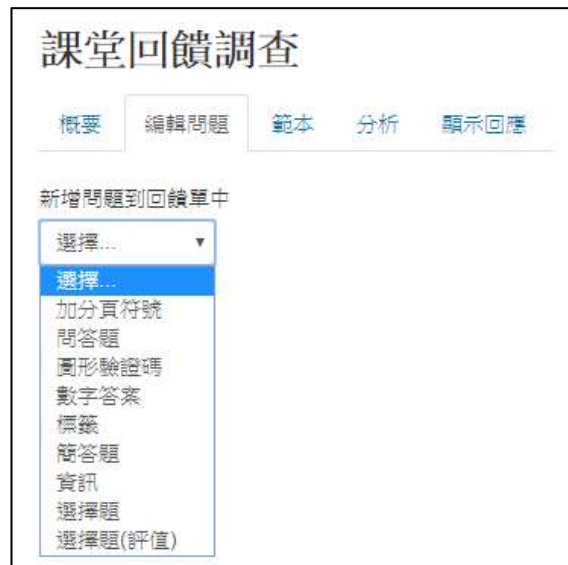 課堂回饋調查
概要 編輯問題 範本 分析 顯示回應
新增問題到回饋單中
選擇...
選擇...
加分頁符號
問答題
圖形驗證碼
數字答案
標籤
簡答題
資訊
選擇題
選擇題(評值)